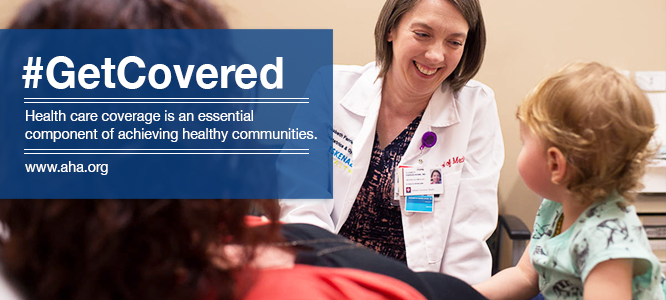 #GetCovered
Health care coverage is an essential
component of achieving healthy communities.
www.aha.org